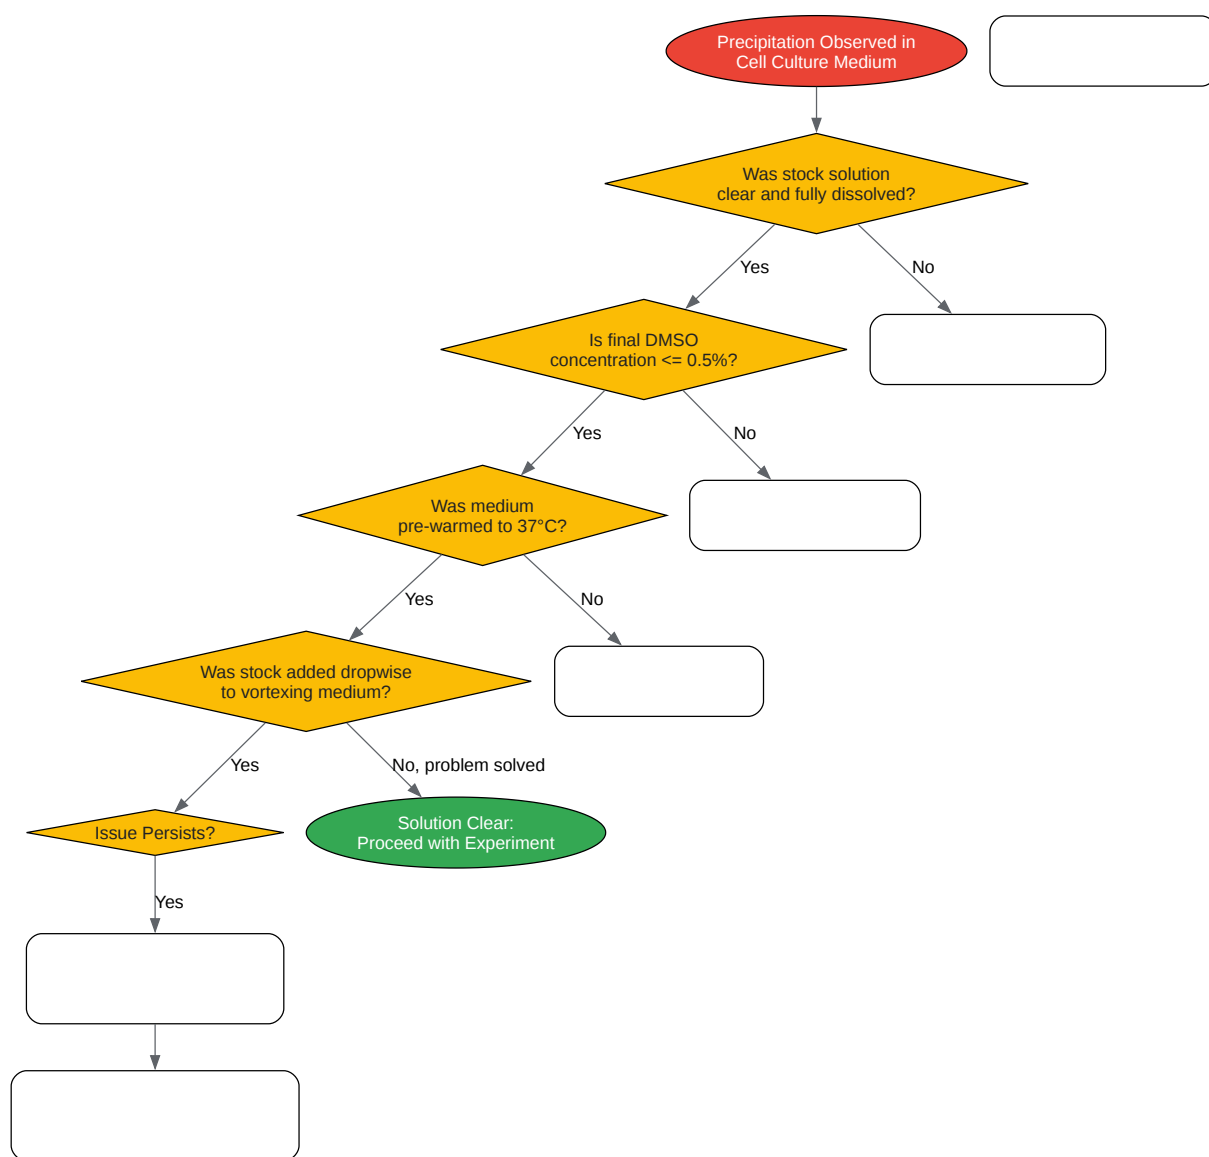 Precipitation Observed in
Cell Culture Medium
Was stock solution
clear and fully dissolved?
Yes
No
Is final DMSO
concentration <= 0.5%?
Yes
No
Was medium
pre-warmed to 37°C?
Yes
No
Was stock added dropwise
to vortexing medium?
Yes
No, problem solved
Issue Persists?
Solution Clear:
Proceed with Experiment
Yes